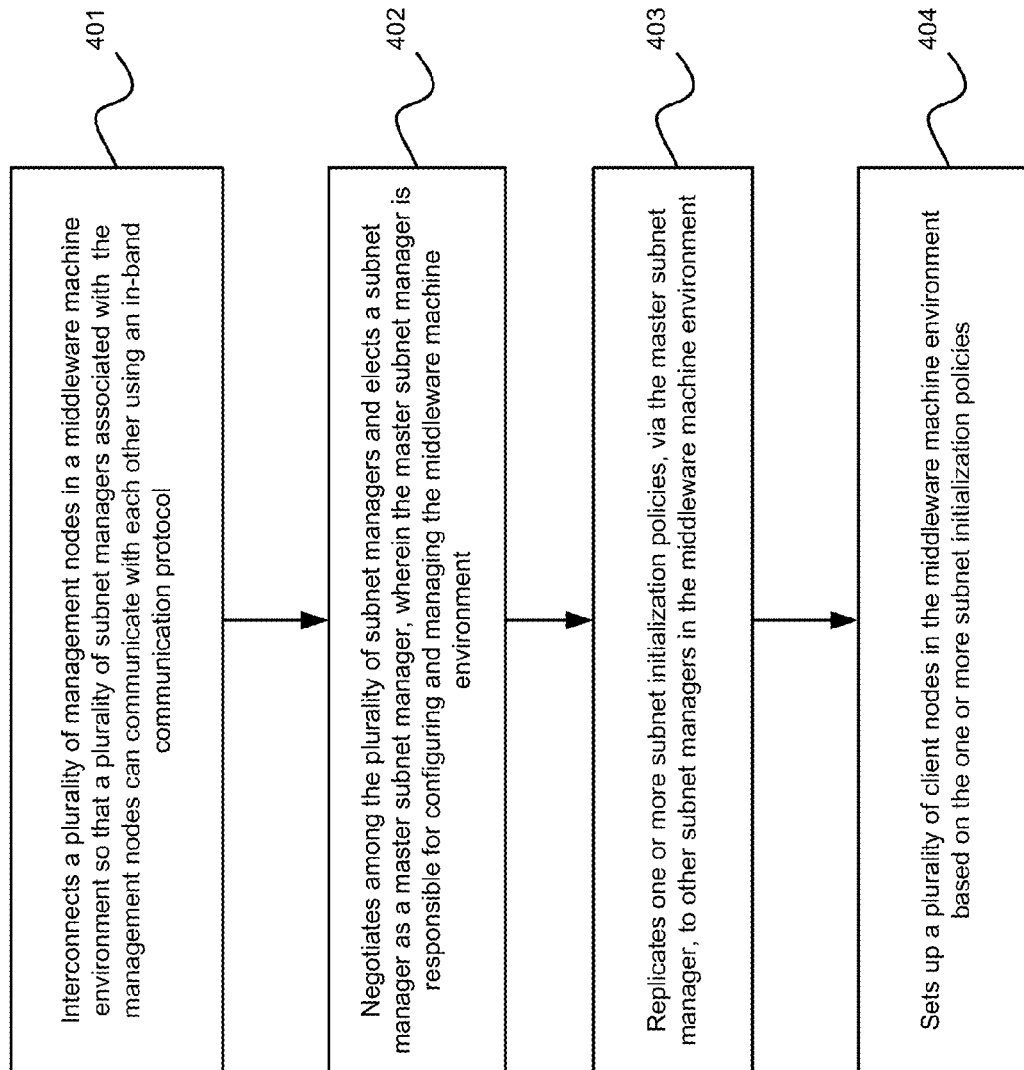 Interconnects a plurality of management nodes in a middleware machine
environment so that a plurality of subnet managers associated with the
management nodes can communicate with each other using an in-band
communication protocol
401
Negotiates among the plurality of subnet managers and elects a subnet
manager as a master subnet manager, wherein the master subnet manager is
responsible for configuring and managing the middleware machine
environment
402
Replicates one or more subnet initialization policies, via the master subnet
manager, to other subnet managers in the middleware machine environment
403
Sets up a plurality of client nodes in the middleware machine environment
based on the one or more subnet initialization policies
404